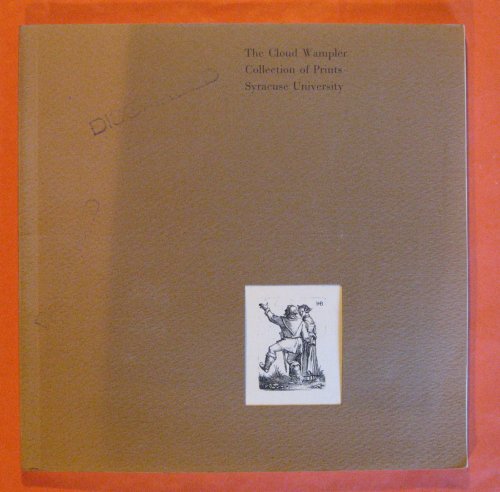 The Cloud Wampler
Collection of Prints
Syracuse University